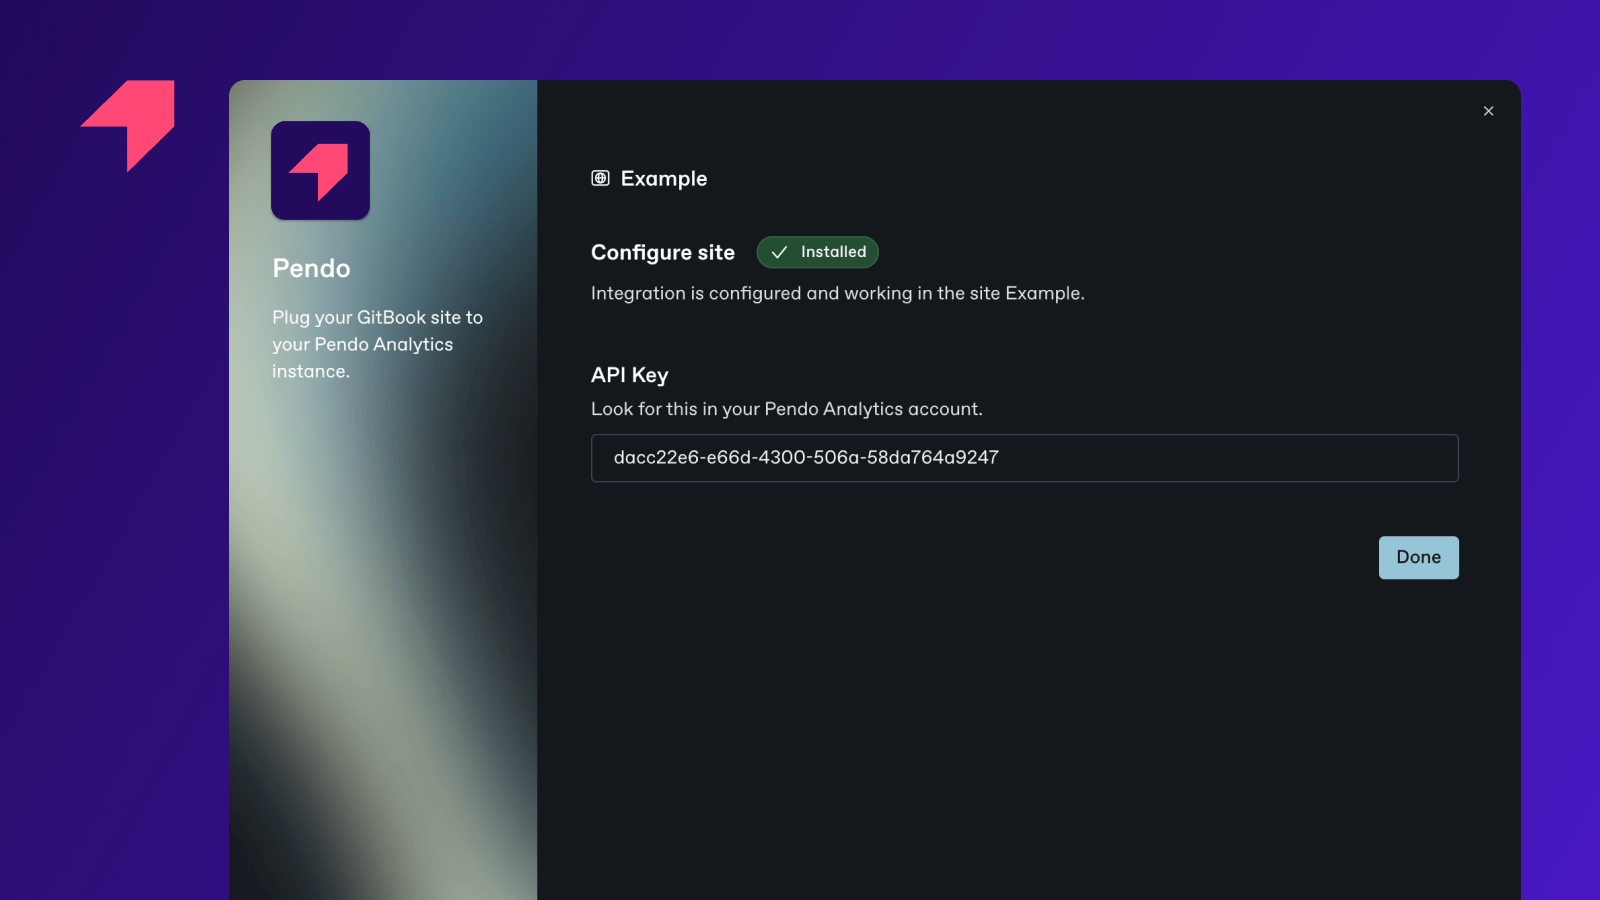 Pendo
Plug your GitBook site to
your Pendo Analytics
instance.
Example
Configure site
Installed
Integration is configured and working in the site Example.
API Key
Look for this in your Pendo Analytics account.
dacc22e6-e66d-4300-506a-58da764a9247
Done